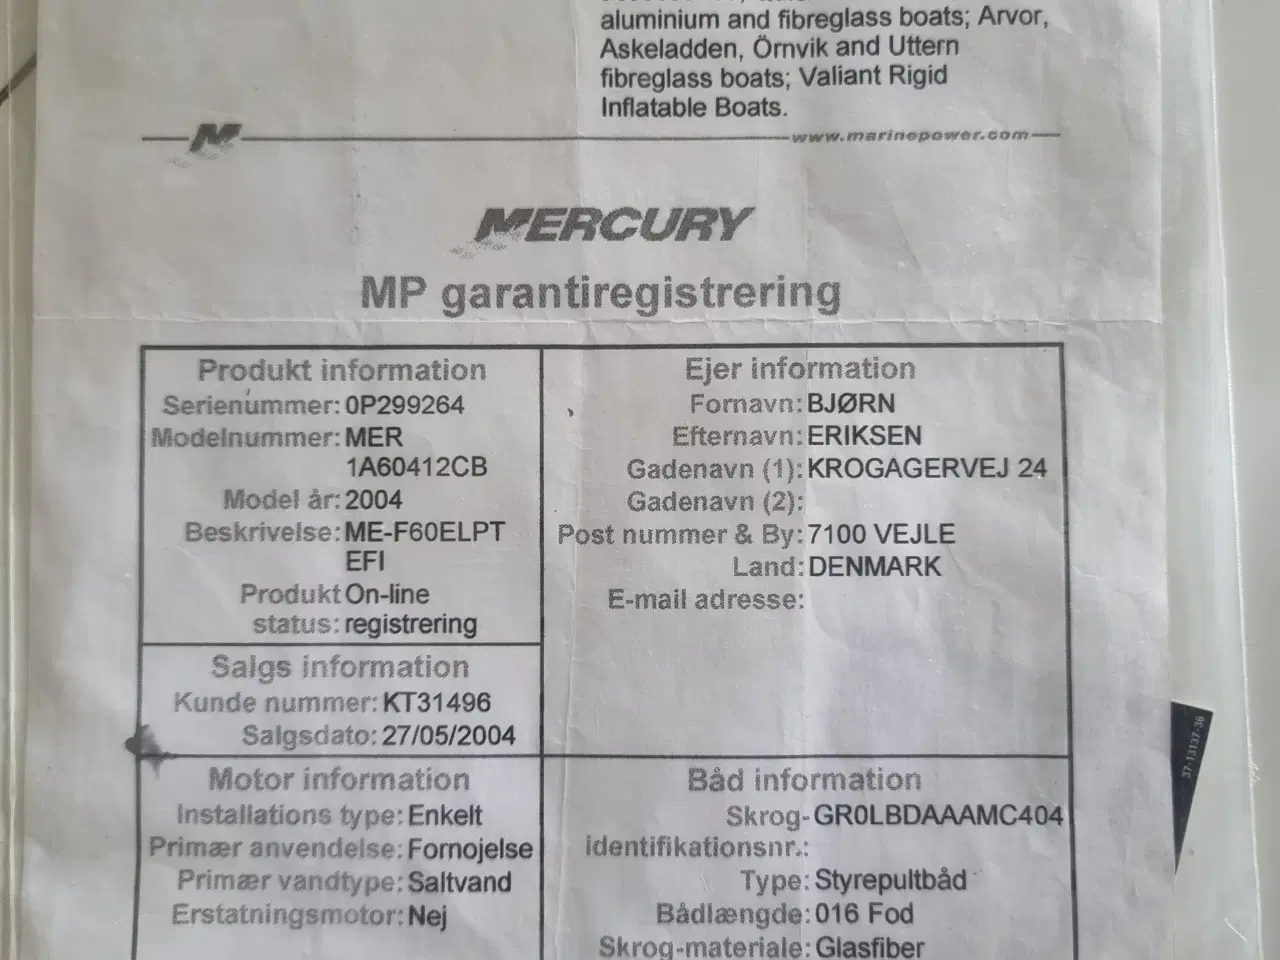 aluminium and fibreglass boats; Arvor,
Askeladden, Örnvik and Uttern
fibreglass boats; Valiant Rigid
Inflatable Boats.
www.marinepower.com
MERCURY
MP garantiregistrering
Produkt information
Serienummer: 0P299264
Modelnummer: MER
1A60412CB
Model år: 2004
Beskrivelse: ME-F60ELPT
EFI
Produkt On-line
status: registrering
Salgs information
Kunde nummer: KT31496
Salgsdato: 27/05/2004
Motor information
Installations type: Enkelt
Primær anvendelse: Fornojelse
Primær vandtype: Saltvand
Erstatningsmotor: Nej
Ejer information
Fornavn: BJØRN
Efternavn: ERIKSEN
Gadenavn (1): KROGAGERVEJ 24
Gadenavn (2):
Post nummer & By: 7100 VEJLE
Land: DENMARK
E-mail adresse:
Båd information
Skrog- GR0LBDAAAMC404
identifikationsnr.:
Type: Styrepultbåd
Bådlængde: 016 Fod
Skrog-materiale: Glasfiber
37-13137-36